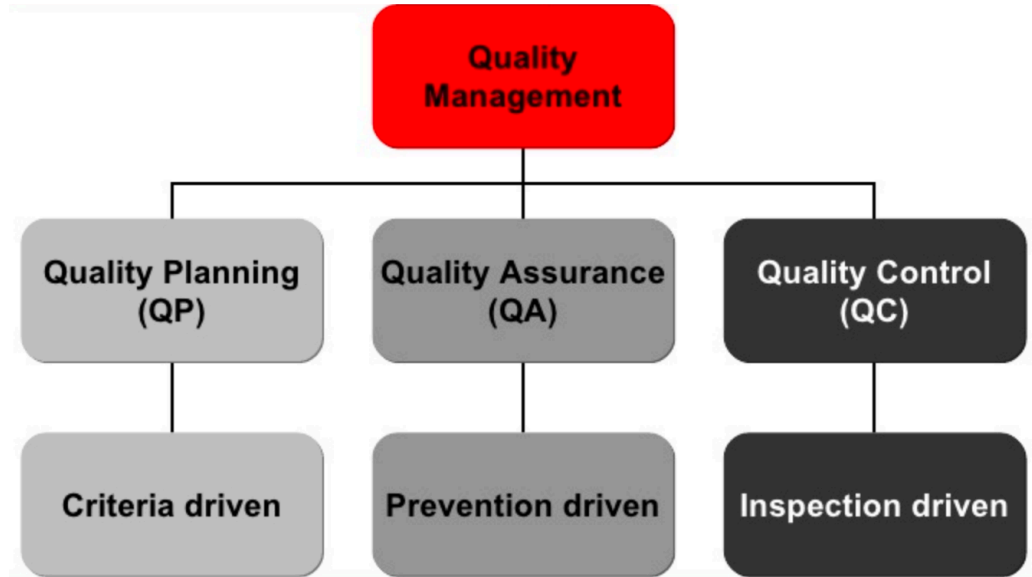 Quality
Management
Quality Planning
(QP)
Quality Assurance
(QA)
Quality Control
(QC)
Criteria driven
Prevention driven
Inspection driven